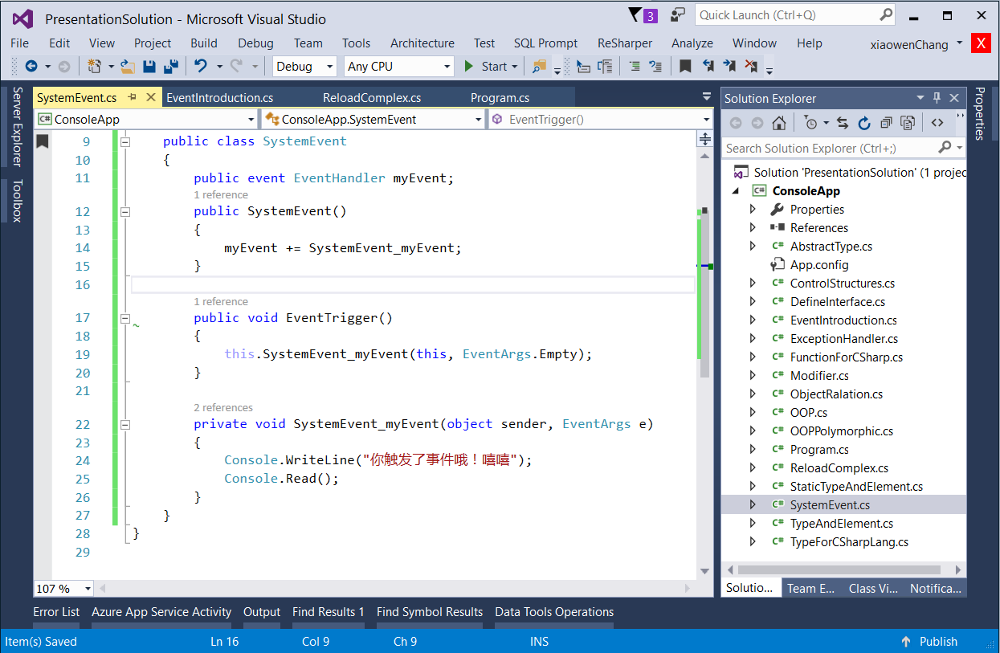 PresentationSolution - Microsoft Visual Studio
3
Quick Launch (Ctrl+Q)
File Edit View Project Build Debug Team Tools Architecture Test SQL Prompt ReSharper Analyze Window Help xiaowenChang X
Debug Any CPU Start
Server Explorer
Toolbox
SystemEvent.cs EventIntroduction.cs ReloadComplex.cs Program.cs
C# ConsoleApp ConsoleApp.SystemEvent EventTrigger()
9 public class SystemEvent
10 {
11 public event EventHandler myEvent;
1 reference
12 public SystemEvent()
13 {
14 myEvent += SystemEvent_myEvent;
15 }
16
1 reference
17 public void EventTrigger()
18 {
19 this.SystemEvent_myEvent(this, EventArgs.Empty);
20 }
21
2 references
22 private void SystemEvent_myEvent(object sender, EventArgs e)
23 {
24 Console.WriteLine("你触发了事件哦！嘻嘻");
25 Console.Read();
26 }
27 }
28 }
29
107 %
Solution Explorer
Search Solution Explorer (Ctrl+;)
Solution 'PresentationSolution' (1 projec
C# ConsoleApp
Properties
References
C# AbstractType.cs
App.config
C# ControlStructures.cs
C# DefineInterface.cs
C# EventIntroduction.cs
C# ExceptionHandler.cs
C# FunctionForCSharp.cs
C# Modifier.cs
C# ObjectRalation.cs
C# OOP.cs
C# OOPPolymorphic.cs
C# Program.cs
C# ReloadComplex.cs
C# StaticTypeAndElement.cs
C# SystemEvent.cs
C# TypeAndElement.cs
C# TypeForCSharpLang.cs
Solutio... Team E... Class Vi... Notifica...
Properties
Error List Azure App Service Activity Output Find Results 1 Find Symbol Results Data Tools Operations
Item(s) Saved Ln 16 Col 9 Ch 9 INS Publish